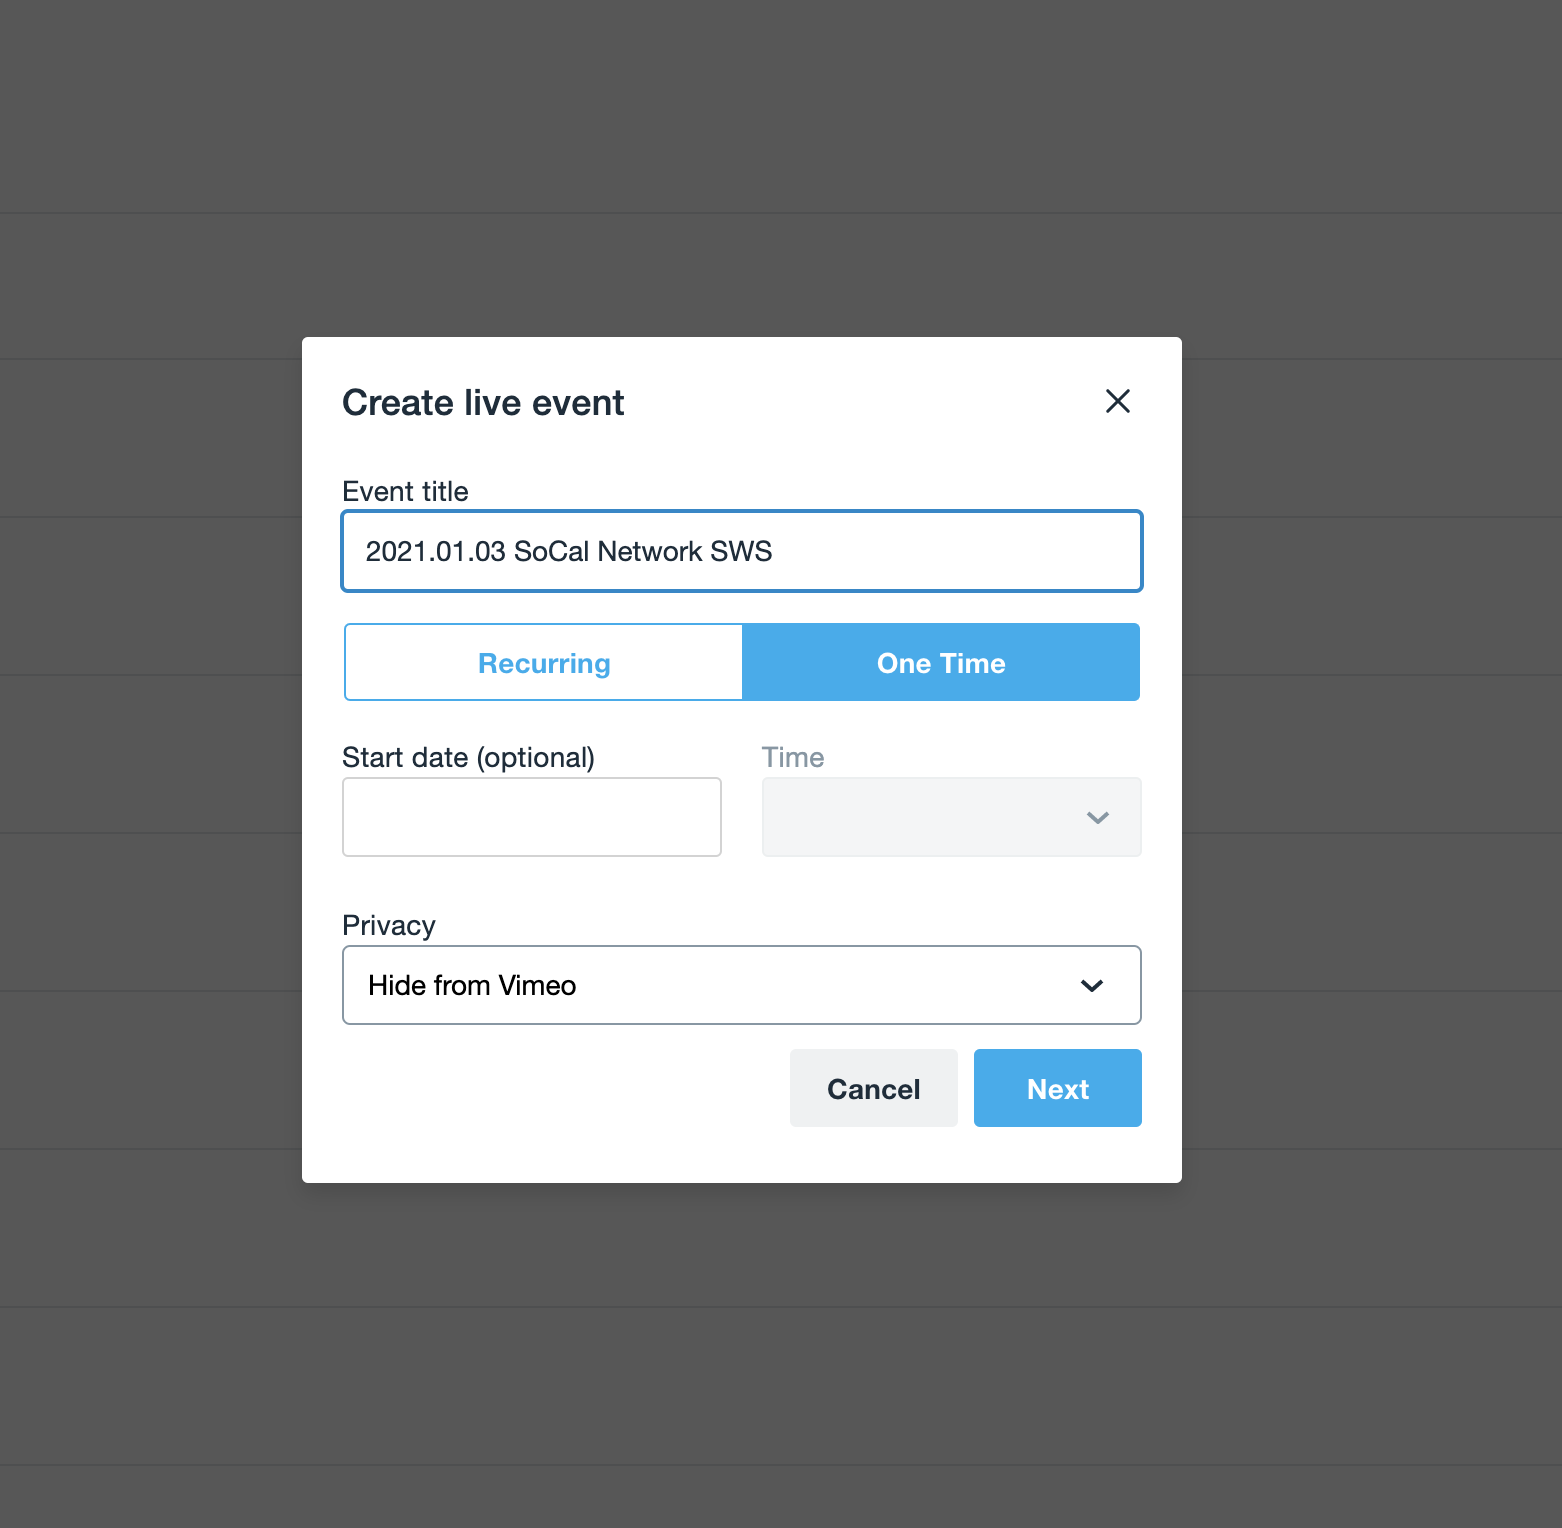 Create live event
Event title
2021.01.03 SoCal Network SWS
Recurring One Time
Start date (optional) Time
Privacy
Hide from Vimeo
Cancel Next